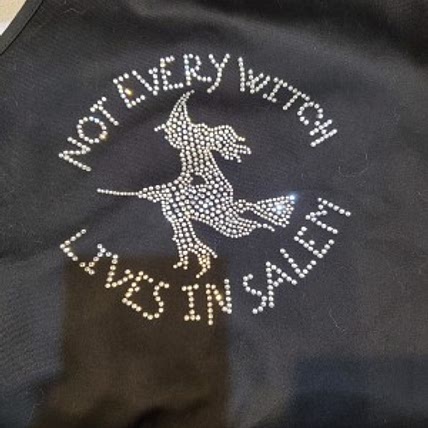 NOT EVERY WITCH
LIVES IN SALEM